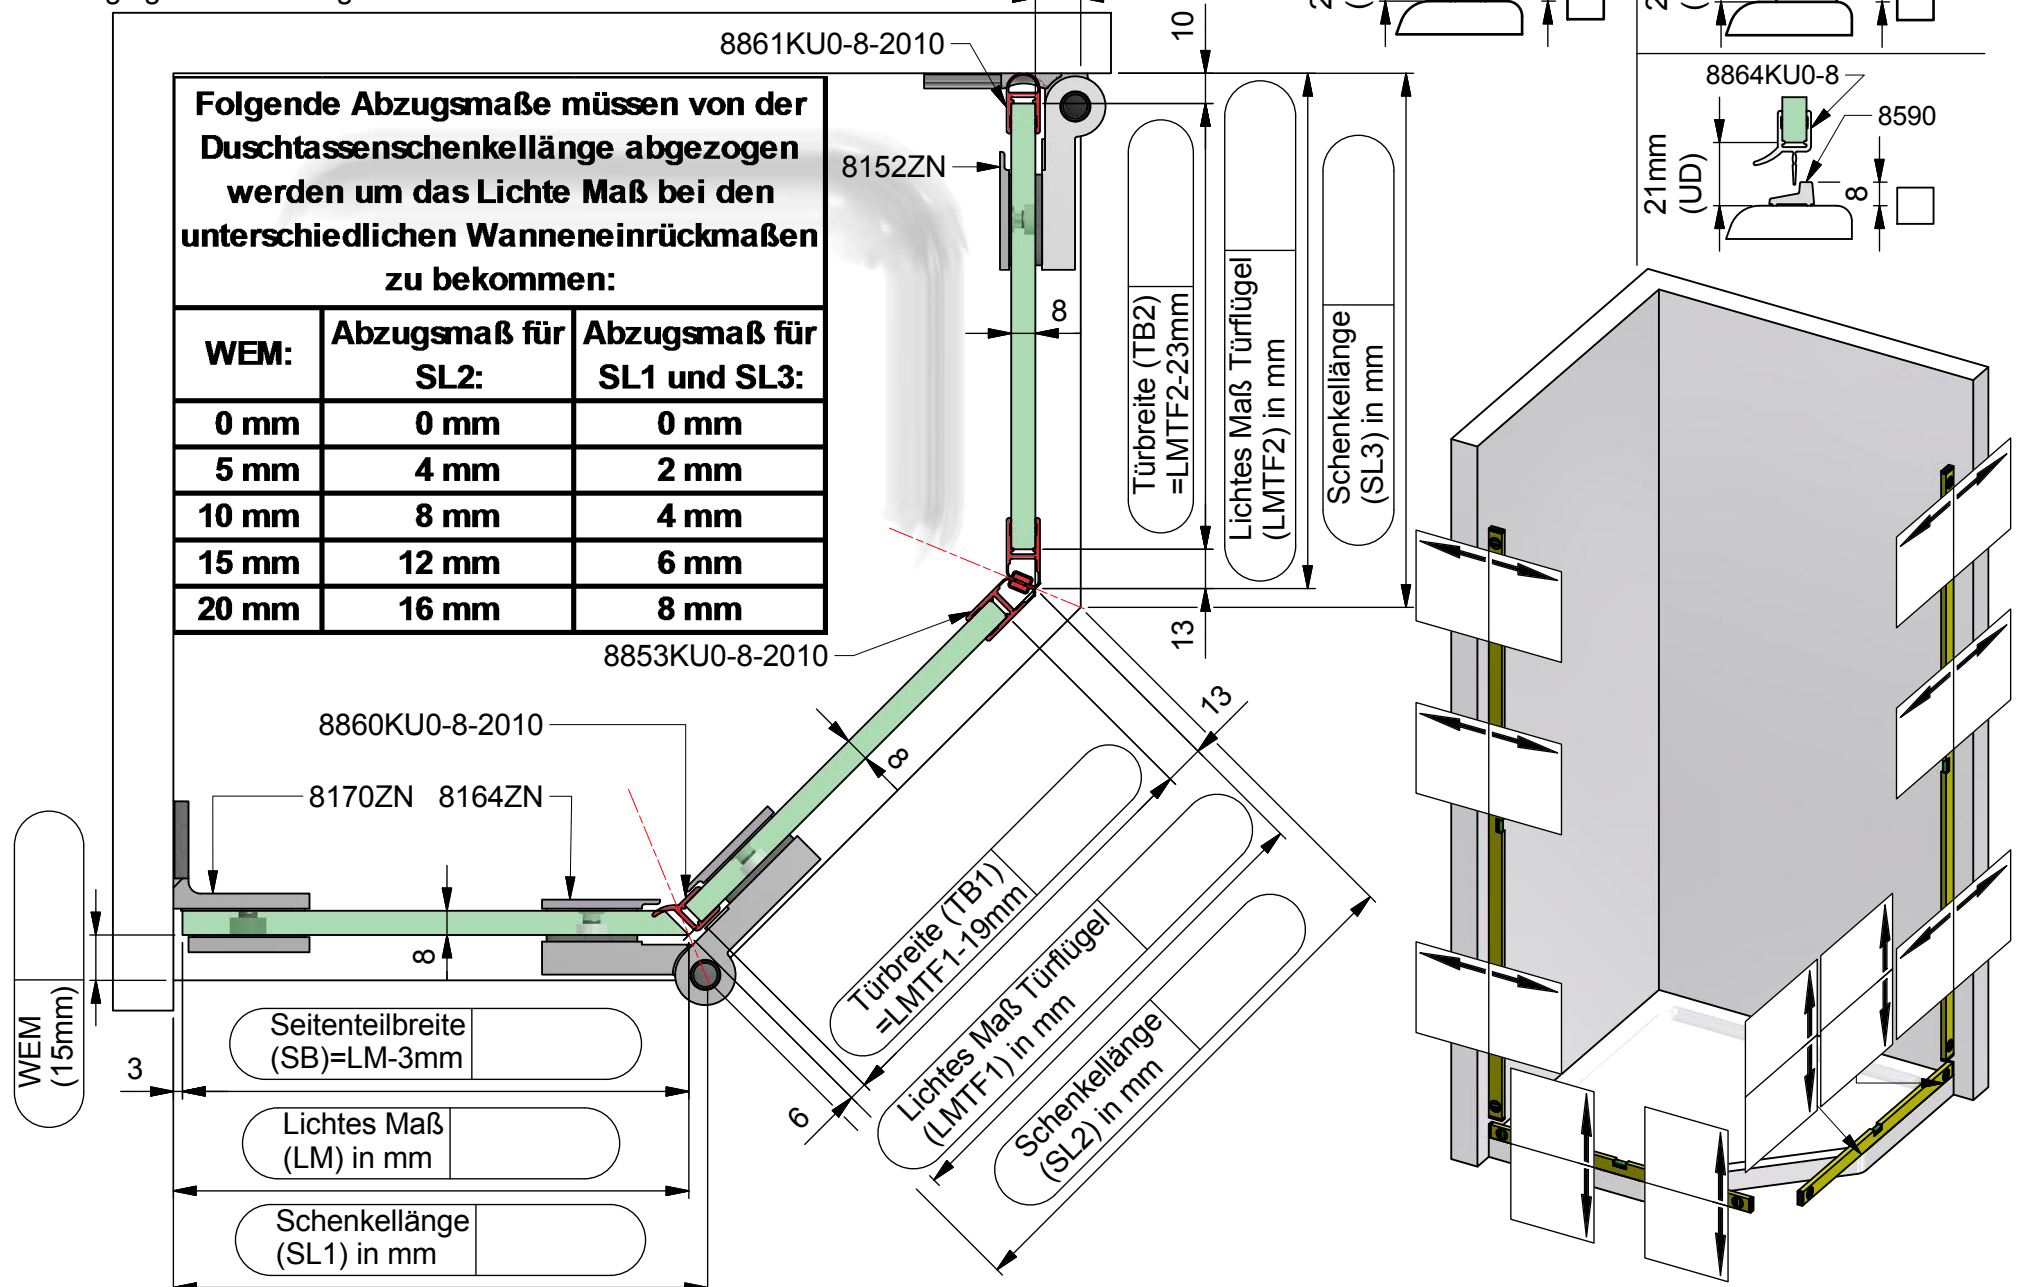 8861KU0-8-2010
10
Folgende Abzugsmaße müssen von der
Duschtassenschenkellänge abgezogen
werden um das Lichte Maß bei den
unterschiedlichen Wanneneinrückmaßen
zu bekommen:
WEM:
Abzugsmaß für
SL2:
Abzugsmaß für
SL1 und SL3:
0 mm 0 mm 0 mm
5 mm 4 mm 2 mm
10 mm 8 mm 4 mm
15 mm 12 mm 6 mm
20 mm 16 mm 8 mm
8152ZN
8
Türbreite (TB2)
=LMTF2-23mm
Lichtes Maß Türflügel
(LMTF2) in mm
Schenkellänge
(SL3) in mm
13
8864KU0-8
8590
21mm
(UD)
8
8853KU0-8-2010
8860KU0-8-2010
8170ZN
8164ZN
13
8
8
Türbreite (TB1)
=LMTF1-19mm
Lichtes Maß Türflügel
(LMTF1) in mm
Schenkellänge
(SL2) in mm
6
WEM
(15mm)
3
Seitenteilbreite
(SB)=LM-3mm
Lichtes Maß
(LM) in mm
Schenkellänge
(SL1) in mm